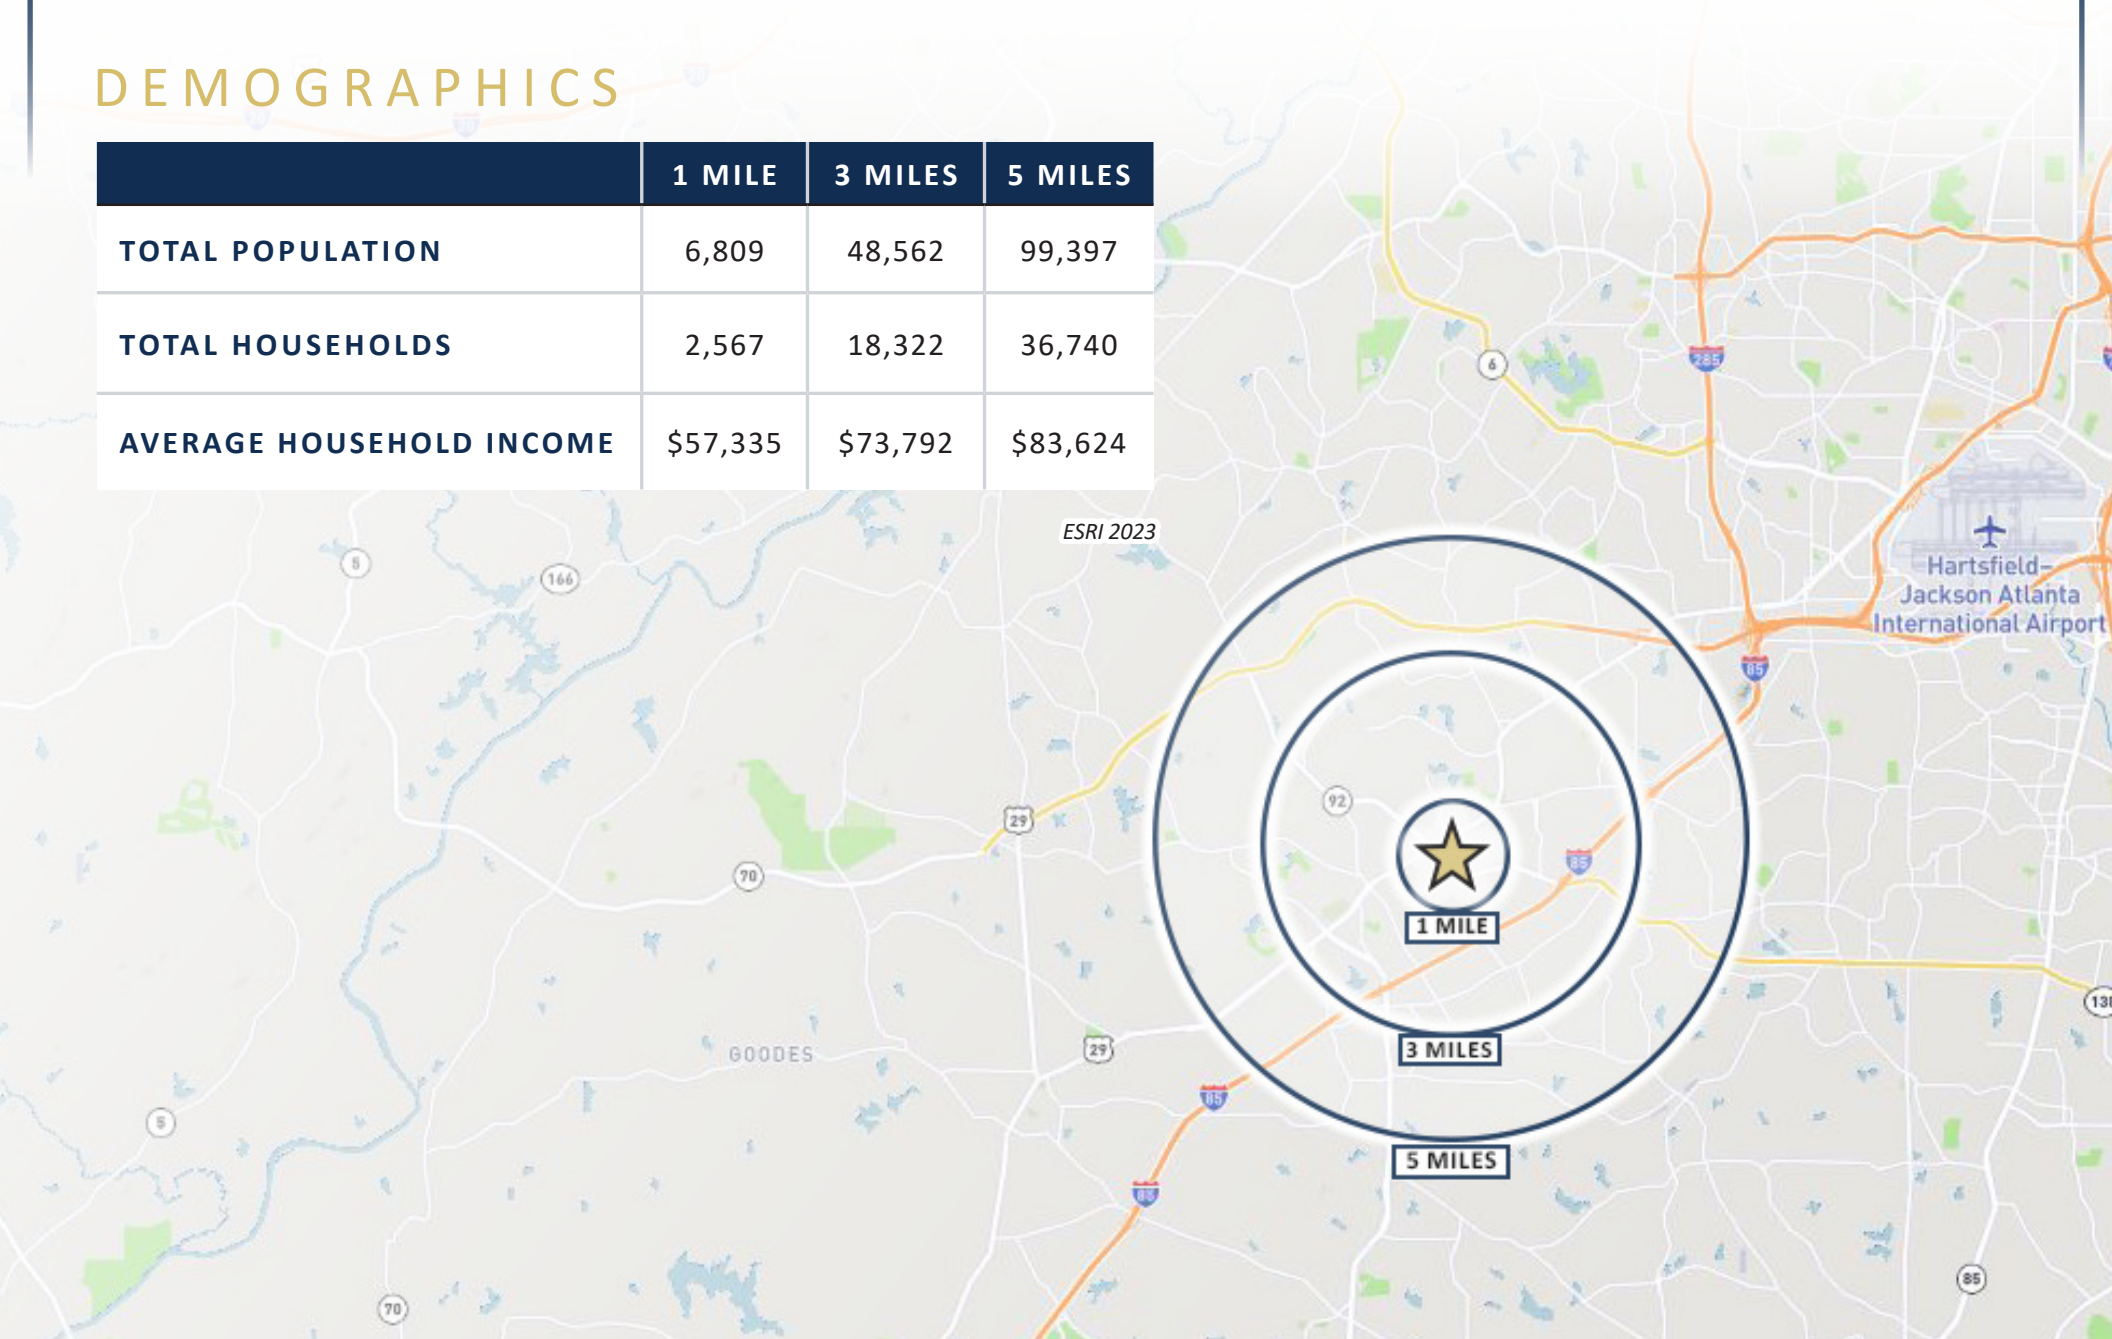 DEMOGRAPHICS
1 MILE 3 MILES 5 MILES
TOTAL POPULATION 6,809 48,562 99,397
TOTAL HOUSEHOLDS 2,567 18,322 36,740
AVERAGE HOUSEHOLD INCOME $57,335 $73,792 $83,624
ESRI 2023
6
285
5
166
Hartsfield–
Jackson Atlanta
International Airport
85
92
29
85
70
1 MILE
3 MILES
29
GOODES
85
5
5 MILES
85
85
70